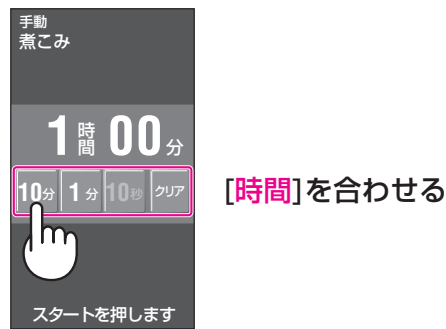 手動
煮こみ
1時間00分
10分 1分 10秒 クリア
[時間]を合わせる
スタートを押します